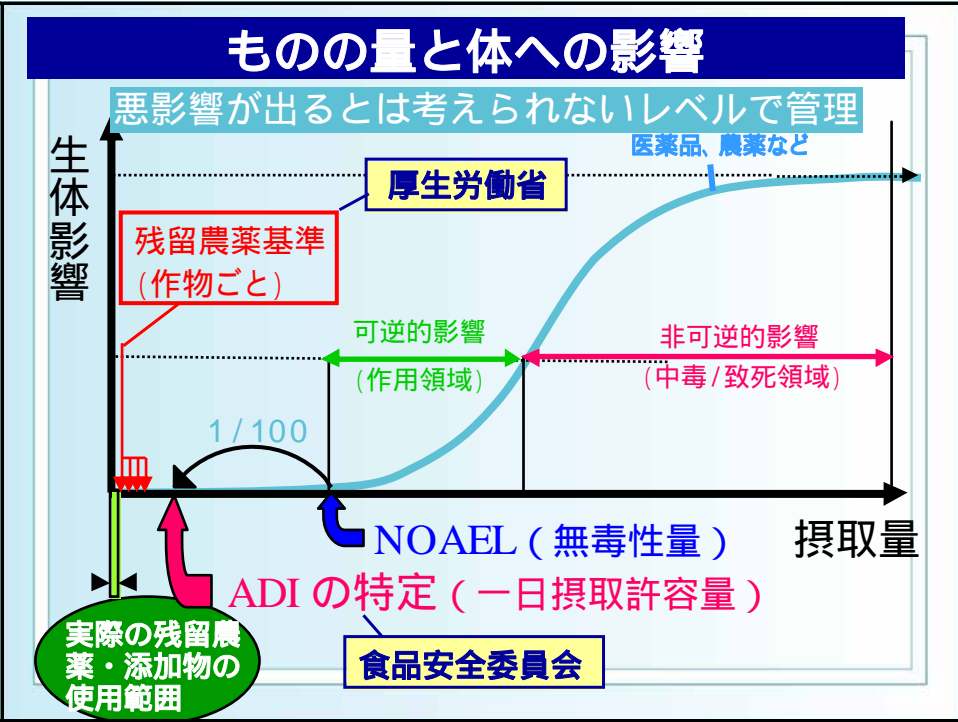 ものの量と体への影響
悪影響が出るとは考えられないレベルで管理
医薬品、農薬など
生体影響
厚生労働省
残留農薬基準
(作物ごと)
可逆的影響
(作用領域)
非可逆的影響
(中毒/致死領域)
1/100
NOAEL(無毒性量)
摂取量
ADI の特定(一日摂取許容量)
実際の残留農
薬・添加物の
使用範囲
食品安全委員会